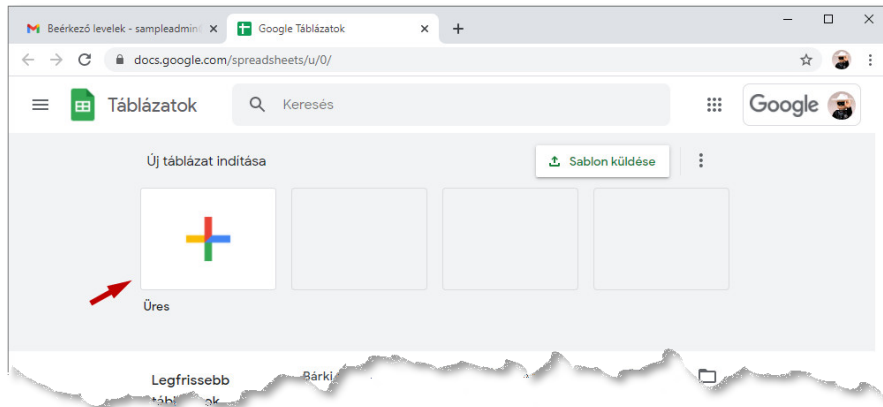 Beérkező levelek - sampleadmin
Google Táblázatok
docs.google.com/spreadsheets/u/0/
Táblázatok
Keresés
Google
Új táblázat indítása
Sablon küldése
Üres
Legfrissebb
Bárki